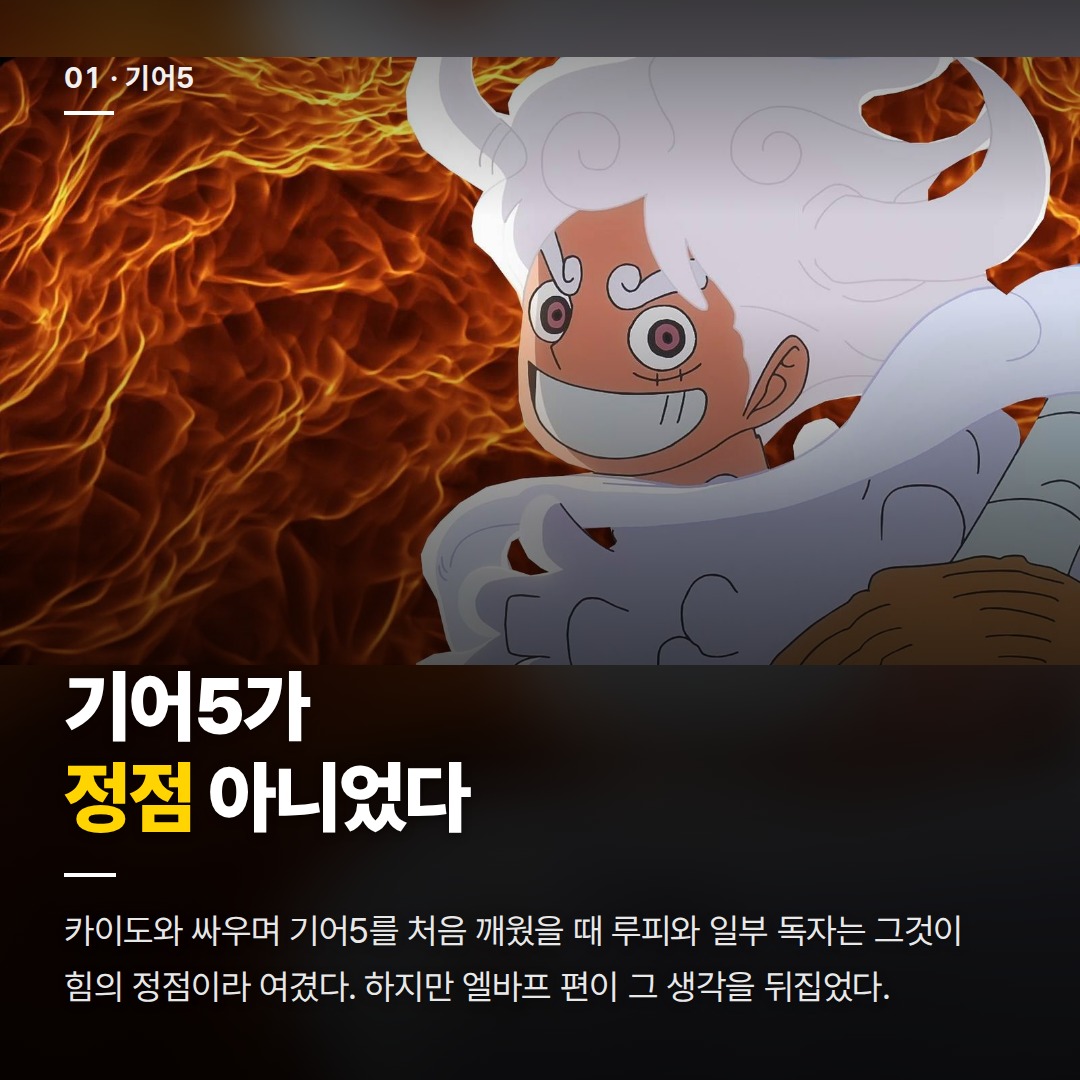 01 · 기어5
기어5가
정점 아니었다
카이도와 싸우며 기어5를 처음 깨웠을 때 루피와 일부 독자는 그것이
힘의 정점이라 여겼다. 하지만 엘바프 편이 그 생각을 뒤집었다.